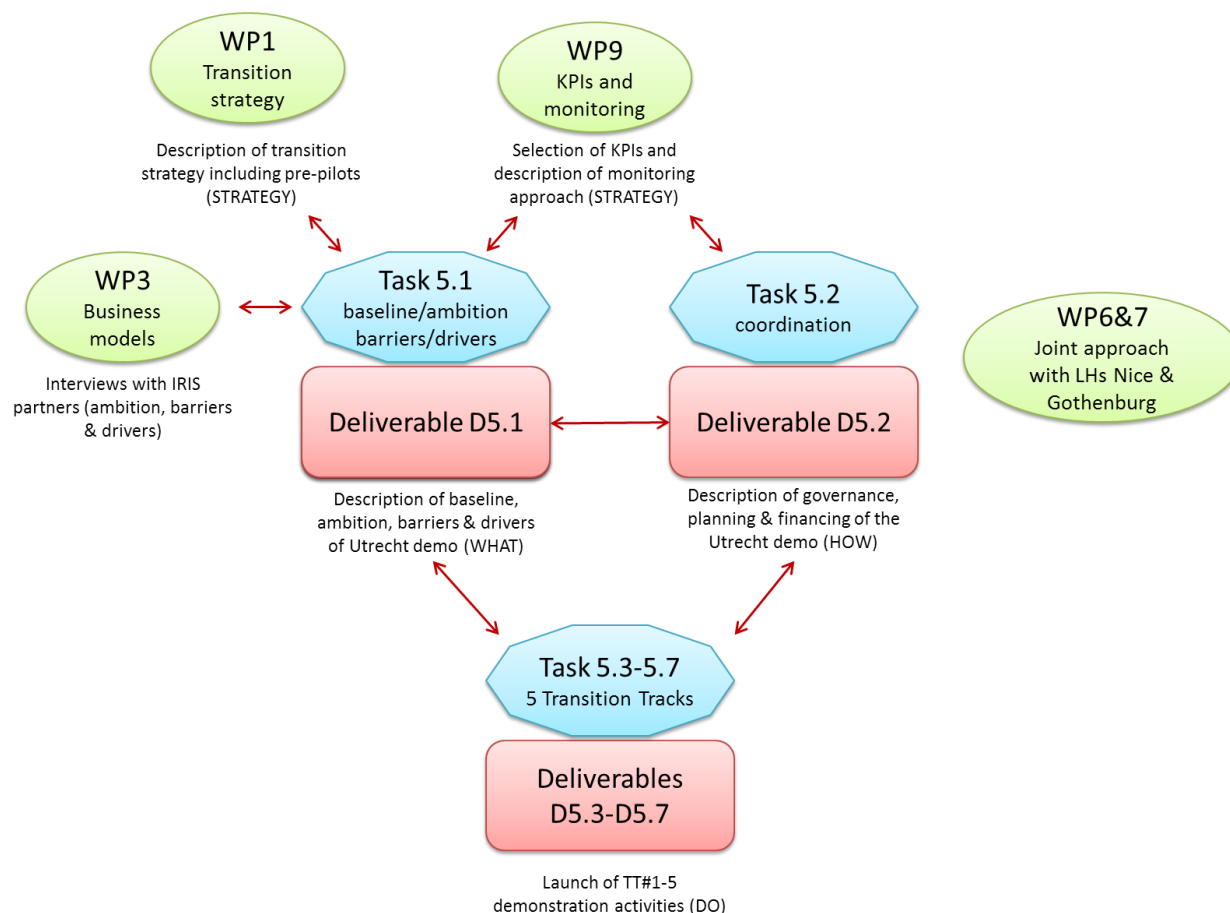 WP1
Transition
strategy
WP9
KPIs and
monitoring
Description of transition
strategy including pre-pilots
(STRATEGY)
Selection of KPIs and
description of monitoring
approach (STRATEGY)
WP3
Business
models
Task 5.1
baseline/ambition
barriers/drivers
Task 5.2
coordination
WP6&7
Joint approach
with LHs Nice &
Gothenburg
Interviews with IRIS
partners (ambition, barriers
& drivers)
Deliverable D5.1
Deliverable D5.2
Description of baseline,
ambition, barriers & drivers
of Utrecht demo (WHAT)
Description of governance,
planning & financing of the
Utrecht demo (HOW)
Task 5.3-5.7
5 Transition Tracks
Deliverables
D5.3-D5.7
Launch of TT#1-5
demonstration activities (DO)